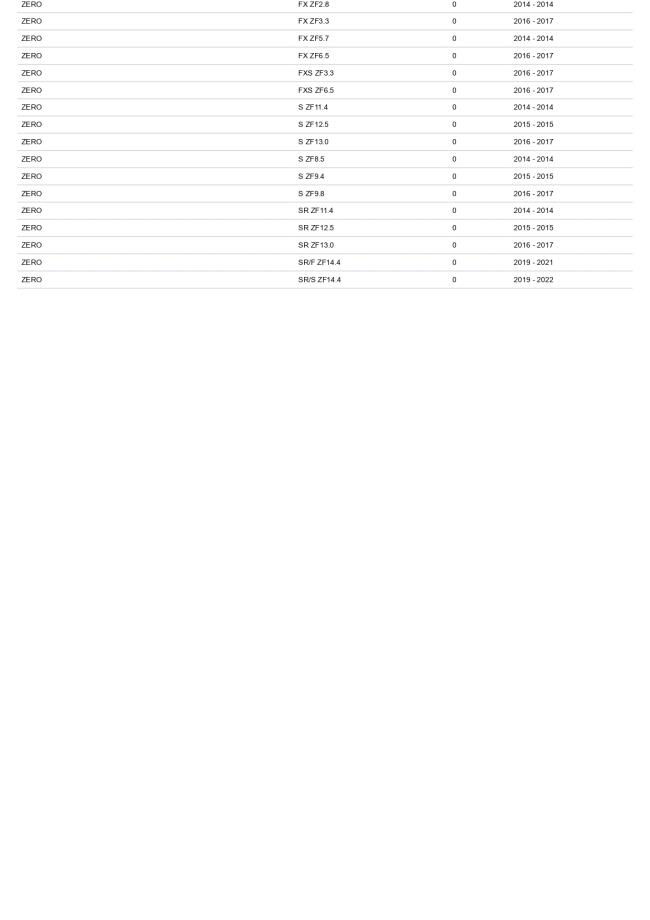 ZERO FX ZF2.8 0 2014 - 2014
ZERO FX ZF3.3 0 2016 - 2017
ZERO FX ZF5.7 0 2014 - 2014
ZERO FX ZF6.5 0 2016 - 2017
ZERO FXS ZF3.3 0 2016 - 2017
ZERO FXS ZF6.5 0 2016 - 2017
ZERO S ZF11.4 0 2014 - 2014
ZERO S ZF12.5 0 2015 - 2015
ZERO S ZF13.0 0 2016 - 2017
ZERO S ZF8.5 0 2014 - 2014
ZERO S ZF9.4 0 2015 - 2015
ZERO S ZF9.8 0 2016 - 2017
ZERO SR ZF11.4 0 2014 - 2014
ZERO SR ZF12.5 0 2015 - 2015
ZERO SR ZF13.0 0 2016 - 2017
ZERO SR/F ZF14.4 0 2019 - 2021
ZERO SR/S ZF14.4 0 2019 - 2022